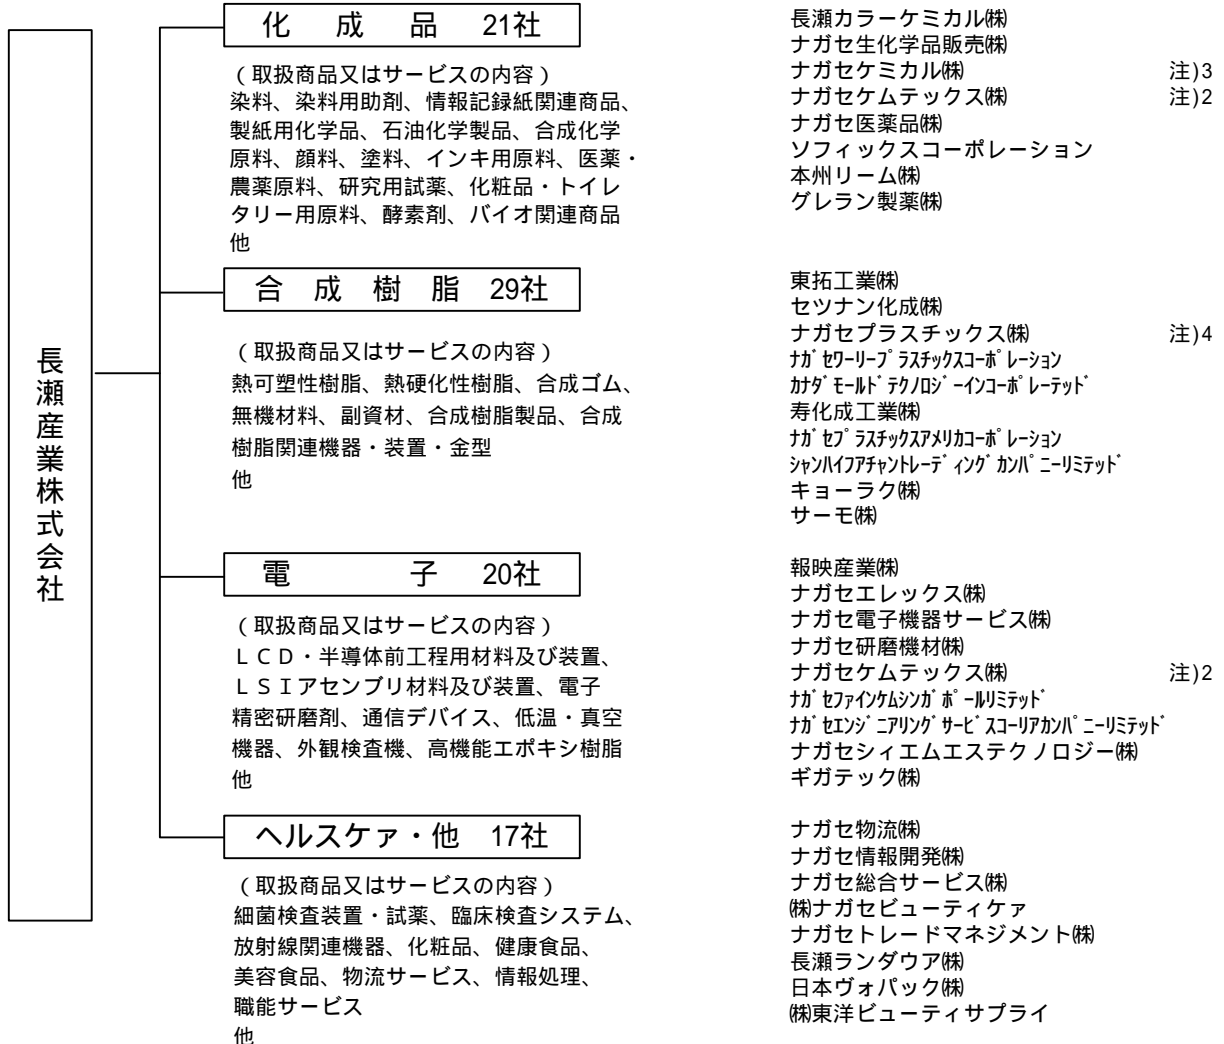 長瀬産業株式会社
化 成 品 21社
（取扱商品又はサービスの内容）
染料、染料用助剤、情報記録紙関連商品、
製紙用化学品、石油化学製品、合成化学
原料、顔料、塗料、インキ用原料、医薬・
農薬原料、研究用試薬、化粧品・トイレ
タリー用原料、酵素剤、バイオ関連商品
他
長瀬カラーケミカル㈱
ナガセ生化学品販売㈱
ナガセケミカル㈱ 注)3
ナガセケムテックス㈱ 注)2
ナガセ医薬品㈱
ソフィックスコーポレーション
本州リーム㈱
グレラン製薬㈱
合 成 樹 脂 29社
（取扱商品又はサービスの内容）
熱可塑性樹脂、熱硬化性樹脂、合成ゴム、
無機材料、副資材、合成樹脂製品、合成
樹脂関連機器・装置・金型
他
東拓工業㈱
セツナン化成㈱
ナガセプラスチックス㈱ 注)4
ﾅｶﾞｾﾜｰﾘｰﾌﾟﾗｽﾁｯｸｽｺｰﾎﾟﾚｰｼｮﾝ
ｶﾅﾀﾞﾓｰﾙﾄﾞﾃｸﾉﾛｼﾞｰｲﾝｺｰﾎﾟﾚｰﾃｯﾄﾞ
寿化成工業㈱
ﾅｶﾞｾﾌﾟﾗｽﾁｯｸｽｱﾒﾘｶｺｰﾎﾟﾚｰｼｮﾝ
ｼｬﾝﾊｲﾌｱﾁｬﾝﾄﾚｰﾃﾞｨﾝｸﾞｶﾝﾊﾟﾆｰﾘﾐﾃｯﾄﾞ
キョーラク㈱
サーモ㈱
電 子 20社
（取扱商品又はサービスの内容）
ＬＣＤ・半導体前工程用材料及び装置、
ＬＳＩアセンブリ材料及び装置、電子
精密研磨剤、通信デバイス、低温・真空
機器、外観検査機、高機能エポキシ樹脂
他
報映産業㈱
ナガセエレックス㈱
ナガセ電子機器サービス㈱
ナガセ研磨機材㈱
ナガセケムテックス㈱ 注)2
ﾅｶﾞｾﾌｧｲﾝｹﾑｼﾝｶﾞﾎﾟｰﾙﾘﾐﾃｯﾄﾞ
ﾅｶﾞｾｴﾝｼﾞﾆｱﾘﾝｸﾞｻｰﾋﾞｽｺｰﾘｱｶﾝﾊﾟﾆｰﾘﾐﾃｯﾄﾞ
ナガセシィエムエステクノロジー㈱
ギガテック㈱
ヘルスケァ・他 17社
（取扱商品又はサービスの内容）
細菌検査装置・試薬、臨床検査システム、
放射線関連機器、化粧品、健康食品、
美容食品、物流サービス、情報処理、
職能サービス
他
ナガセ物流㈱
ナガセ情報開発㈱
ナガセ総合サービス㈱
㈱ナガセビューティケァ
ナガセトレードマネジメント㈱
長瀬ランダウア㈱
日本ヴォパック㈱
㈱東洋ビューティサプライ